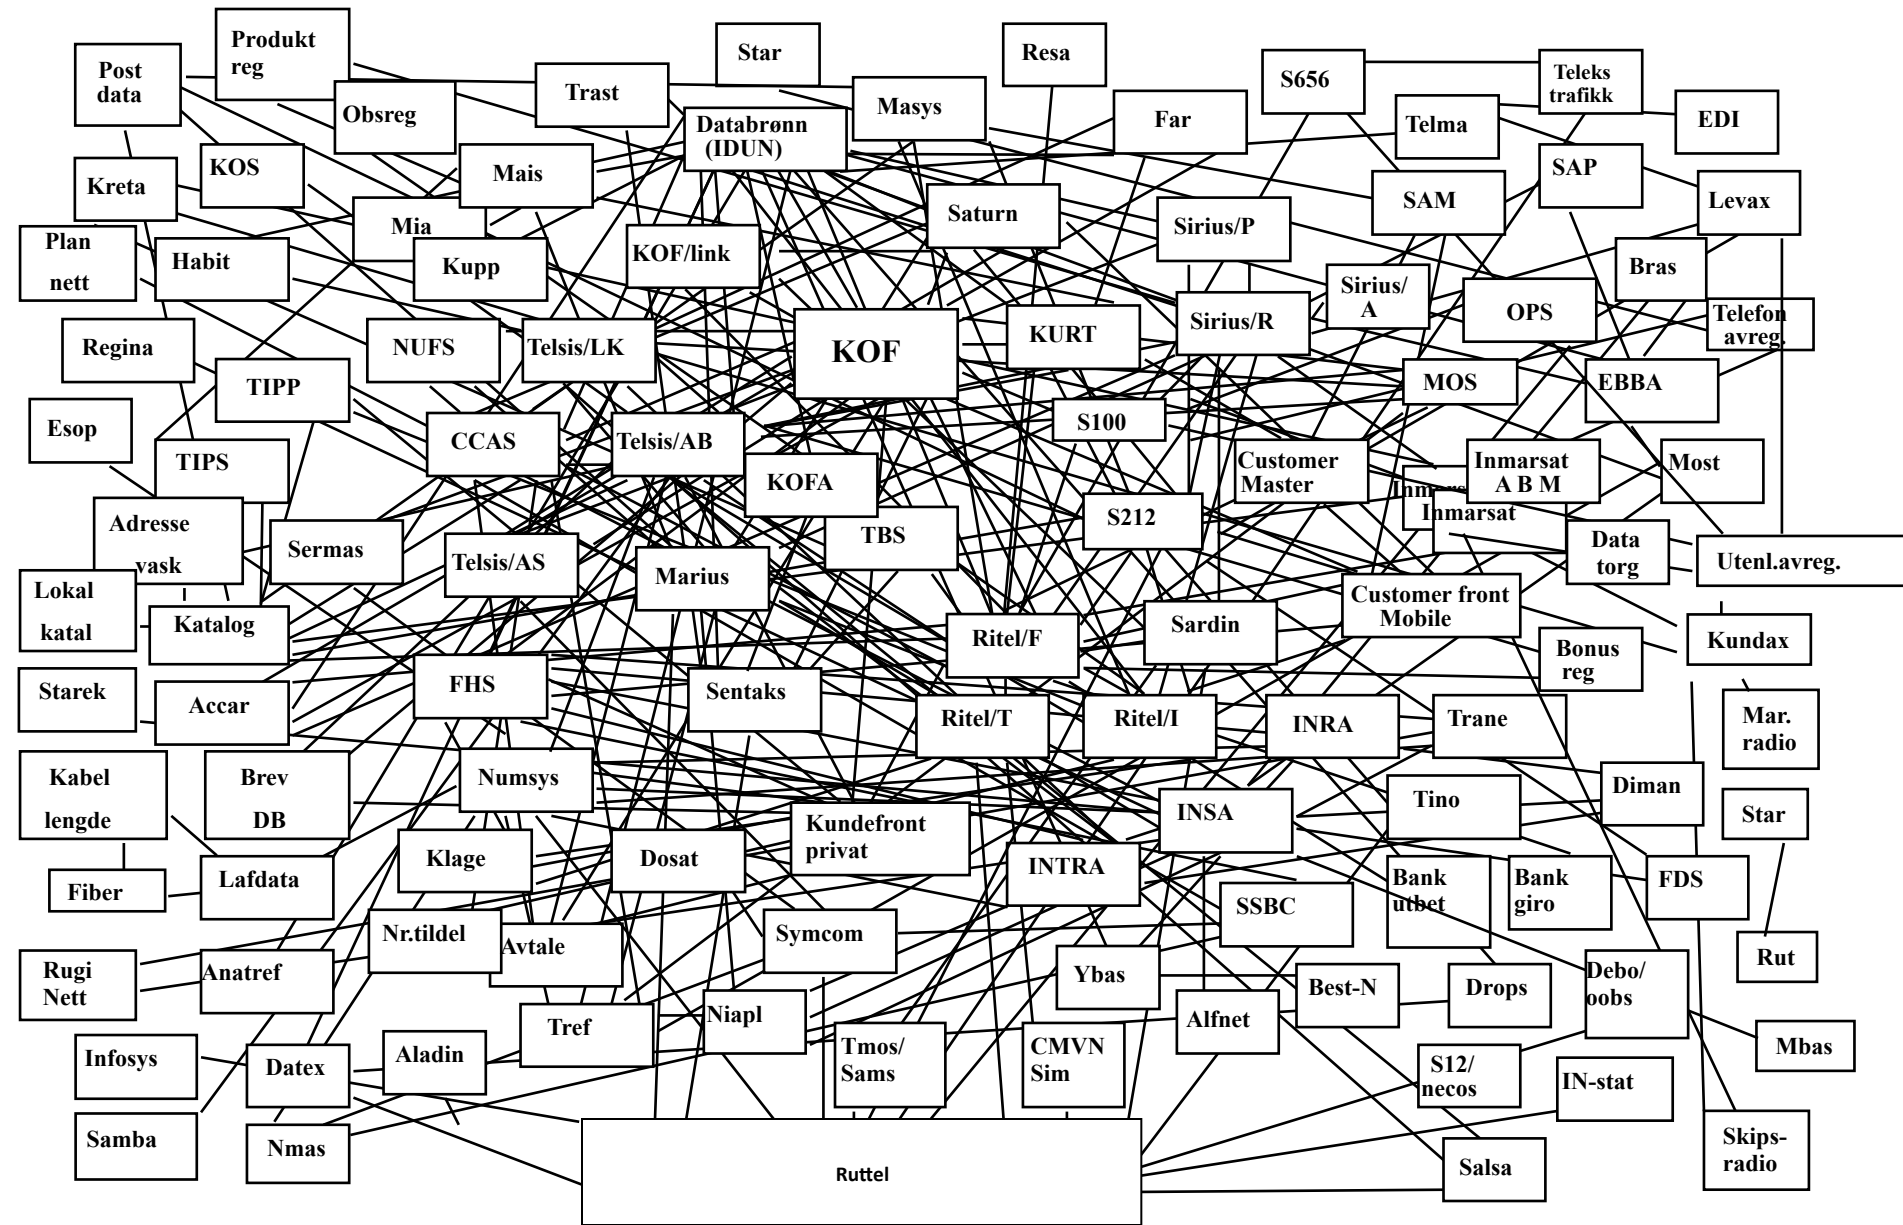 Produkt
reg
Star
Resa
Post
data
S656
Teleks
trafikk
Trast
Masys
Obsreg
Databrønn
(IDUN)
Far
Telma
EDI
KOS
Mais
SAP
Kreta
Mia
Saturn
Sirius/P
SAM
Levax
Plan
nett
Habit
Kupp
KOF/link
Bras
Sirius/
A
OPS
Telefon
avreg.
Regina
NUFS
Telsis/LK
KOF
KURT
Sirius/R
TIPP
MOS
EBBA
Esop
CCAS
Telsis/AB
S100
TIPS
KOFA
Customer
Master
Inmarsat
A B M
Most
Inmarsat
Adresse
vask
Sermas
Telsis/AS
Marius
TBS
S212
Data
torg
Utenl.avreg.
Lokal
katal
Katalog
Ritel/F
Sardin
Customer front
Mobile
Kundax
Bonus
reg
Starek
Accar
FHS
Sentaks
Ritel/T
Ritel/I
INRA
Trane
Mar.
radio
Kabel
lengde
Brev
DB
Numsys
Kundefront
privat
INSA
Tino
Diman
Star
Fiber
Lafdata
Klage
Dosat
INTRA
SSBC
Bank
utbet
Bank
giro
FDS
Rugi
Nett
Anatref
Nr.tildel
Avtale
Symcom
Ybas
Best-N
Drops
Debo/
oobs
Rut
Infosys
Datex
Aladin
Tref
Niapl
Tmos/
Sams
CMVN
Sim
Alfnet
S12/
necos
IN-stat
Mbas
Samba
Nmas
Ruttel
Salsa
Skips-
radio